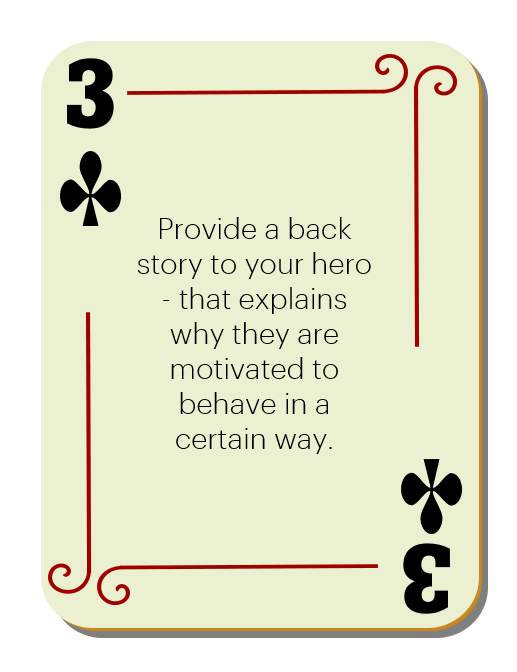 3
Provide a back
story to your hero
- that explains
why they are
motivated to
behave in a
certain way.
3